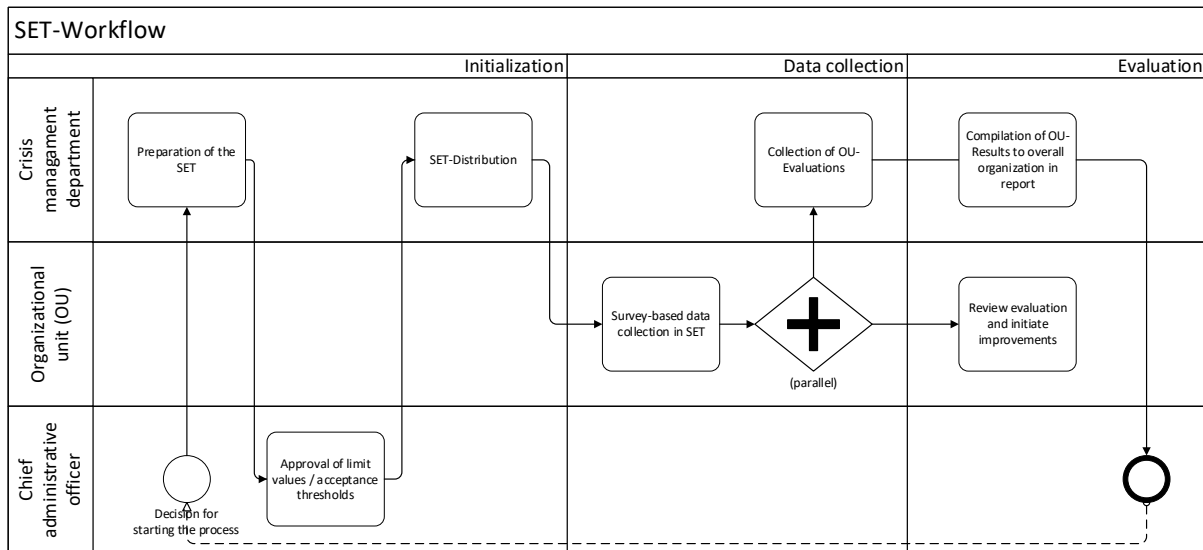 SET-Workflow
Initialization
Data collection
Evaluation
Crisis
managament
department
Preparation of the
SET
SET-Distribution
Collection of OU-
Evaluations
Compilation of OU-
Results to overall
organization in
report
Organizational
unit (OU)
Survey-based data
collection in SET
(parallel)
Review evaluation
and initiate
improvements
Chief
administrative
officer
Decision for
starting the process
Approval of limit
values / acceptance
thresholds